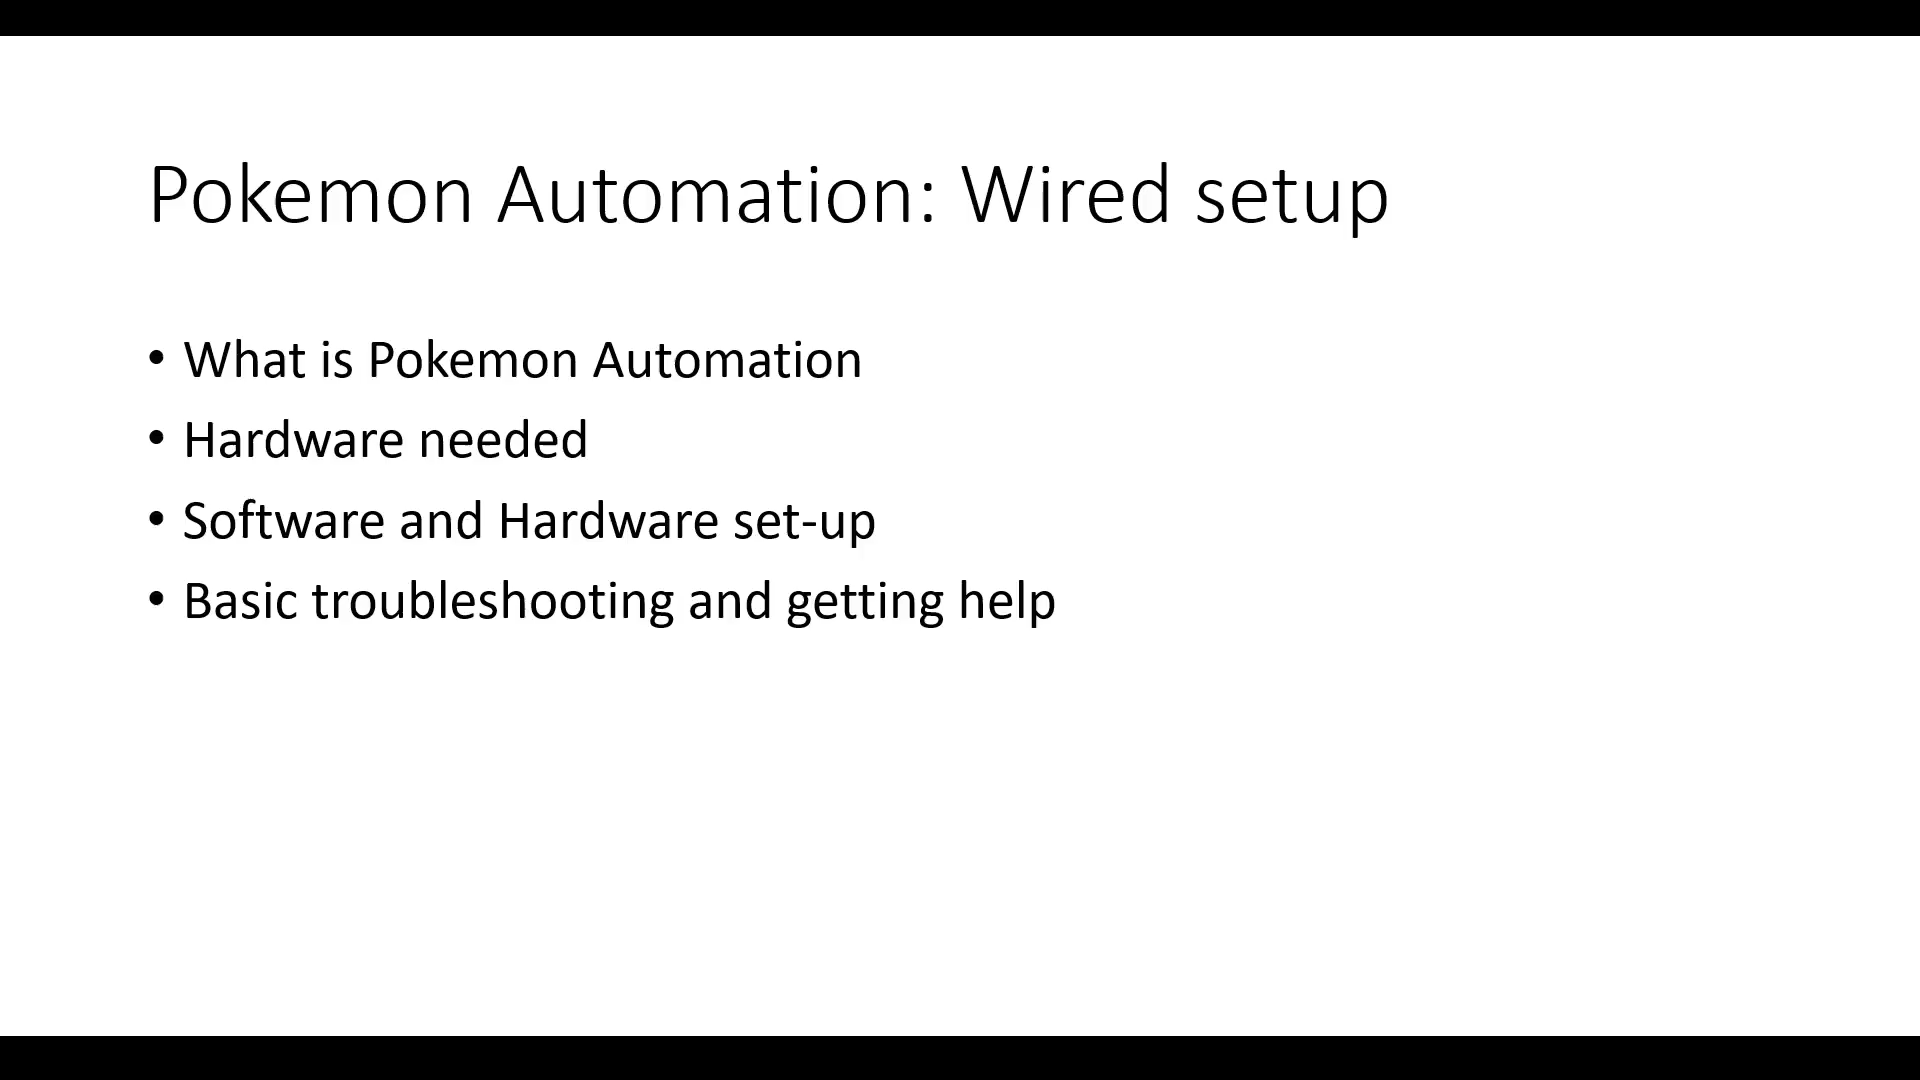 Pokemon Automation: Wired setup
• What is Pokemon Automation
• Hardware needed
• Software and Hardware set-up
• Basic troubleshooting and getting help